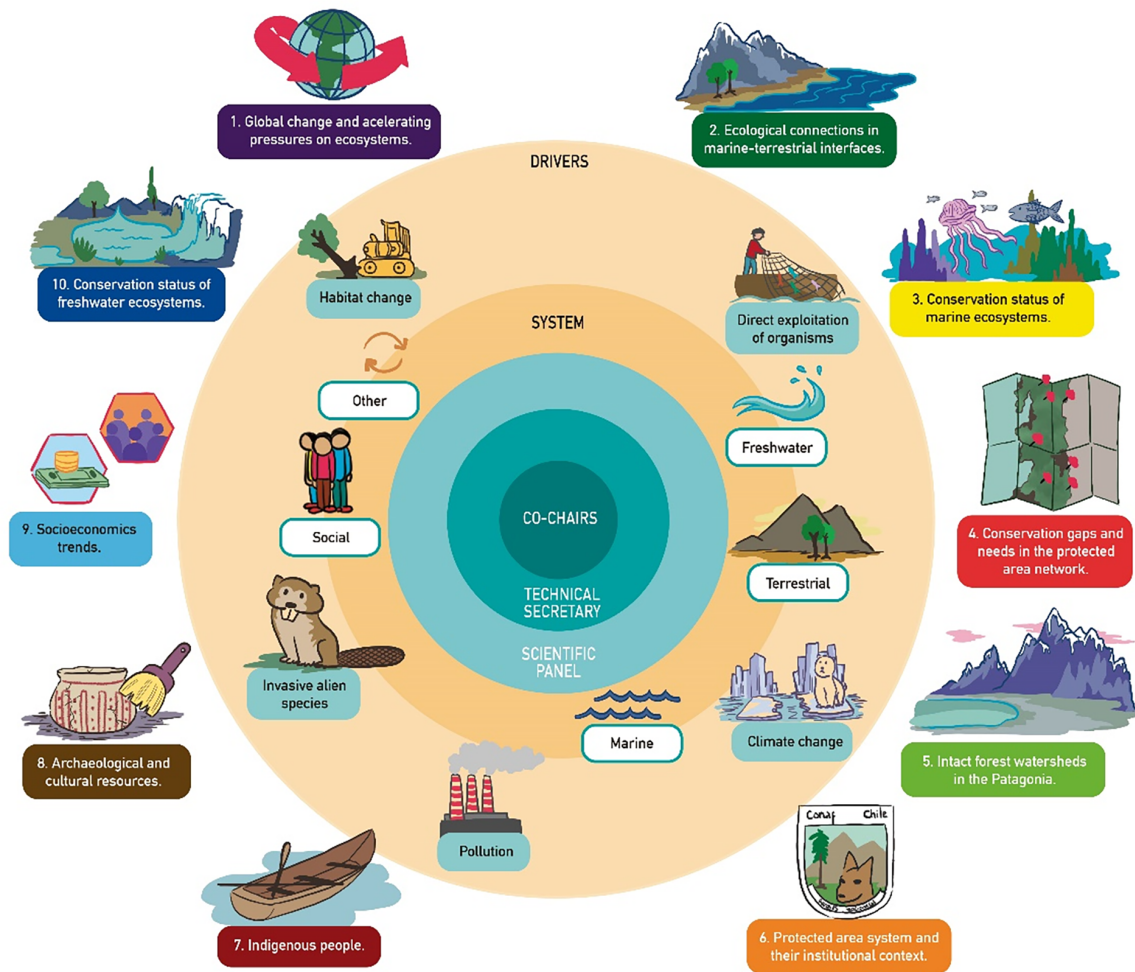 1. Global change and acelerating
pressures on ecosystems.
2. Ecological connections in
marine-terrestrial interfaces.
DRIVERS
10. Conservation status of
freshwater ecosystems.
Habitat change
SYSTEM
Direct exploitation
of organisms
3. Conservation status of
marine ecosystems.
Other
Freshwater
9. Socioeconomics
trends.
Social
CO-CHAIRS
4. Conservation gaps and
needs in the protected
area network.
Terrestrial
TECHNICAL
SECRETARY
SCIENTIFIC
PANEL
Invasive alien
species
Marine
Climate change
8. Archaeological and
cultural resources.
5. Intact forest watersheds
in the Patagonia.
Pollution
Conaf Chile
7. Indigenous people.
6. Protected area system and
their institutional context.